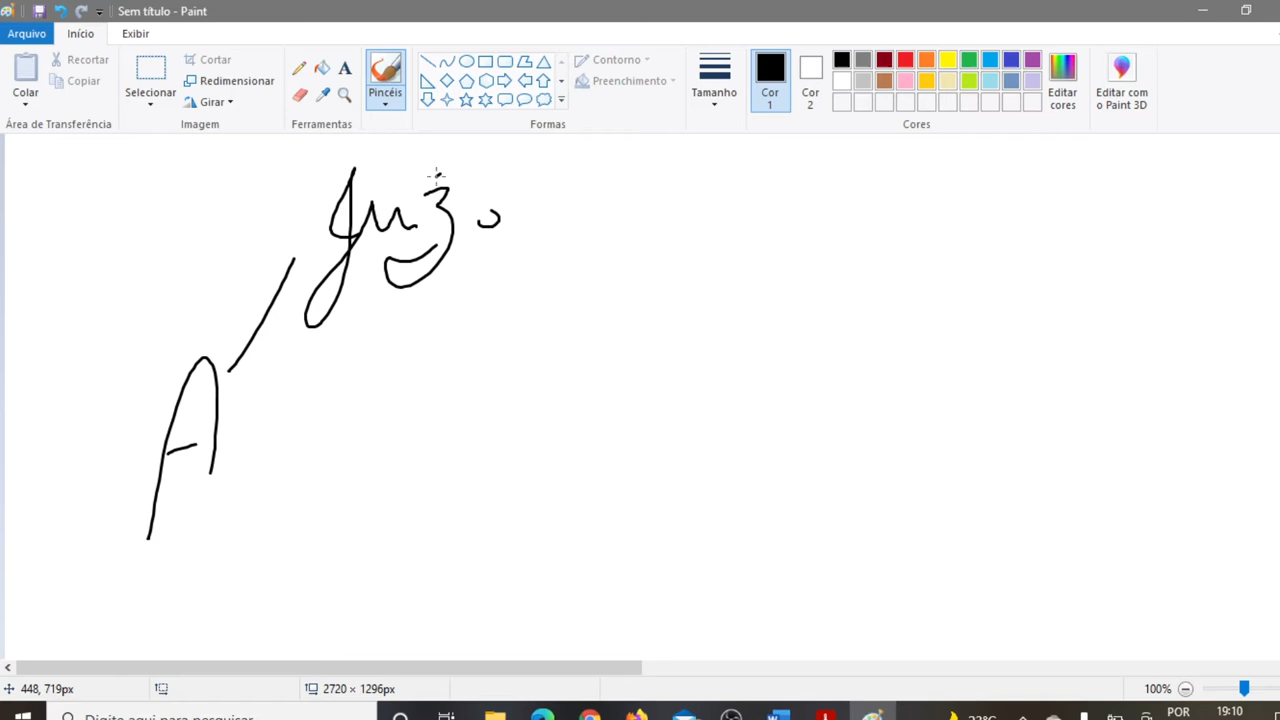 Sem título - Paint
Arquivo Início Exibir
Colar
Recortar
Copiar
Área de Transferência
Selecionar
Cortar
Redimensionar
Girar
Imagem
Ferramentas
Pincéis
Contorno
Preenchimento
Formas
Tamanho
Cor 1
Cor 2
Editar cores
Editar com o Paint 3D
Cores
Juz o
A
448, 719px
2720 × 1296px
100%
Digite aqui para pesquisar
22°C
POR
19:10